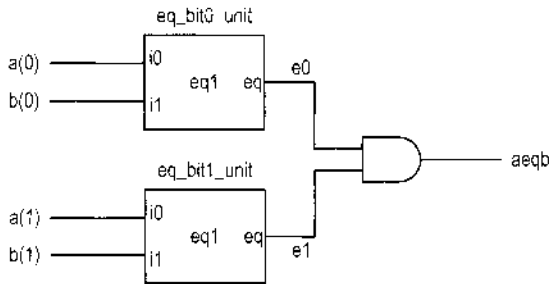 eq_bit0_unit
a(0)
i0
e0
eq1
eq
b(0)
i1
aeqb
eq_bit1_unit
a(1)
i0
eq1
eq
b(1)
i1
e1